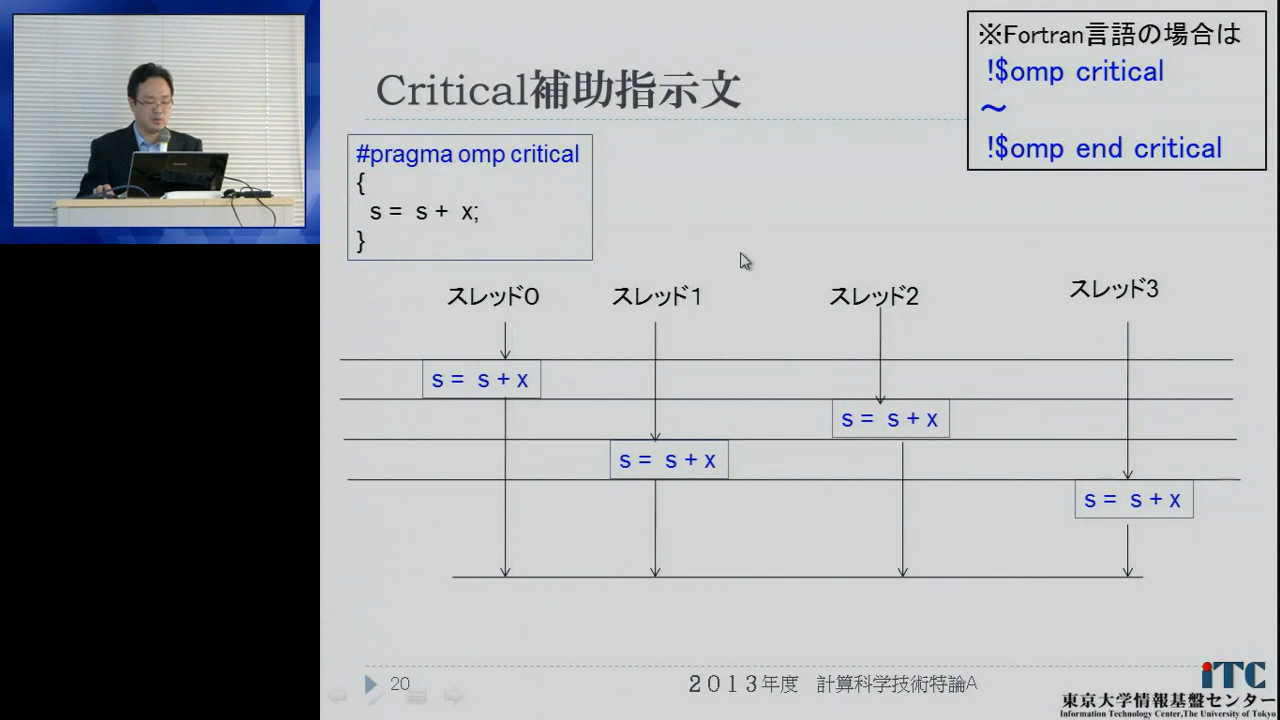 ※Fortran言語の場合は
!$omp critical
～
!$omp end critical
Critical補助指示文
#pragma omp critical
{
s = s + x;
}
スレッド0 スレッド1 スレッド2 スレッド3
s = s + x
s = s + x
s = s + x
s = s + x
20 2013年度 計算科学技術特論A
iTC
東京大学情報基盤センター
Information Technology Center,The University of Tokyo